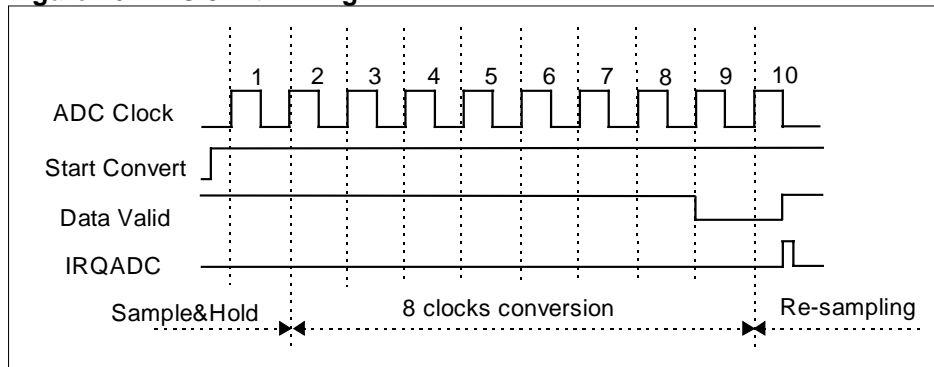 1 2 3 4 5 6 7 8 9 10
ADC Clock
Start Convert
Data Valid
IRQADC
Sample&Hold 8 clocks conversion Re-sampling